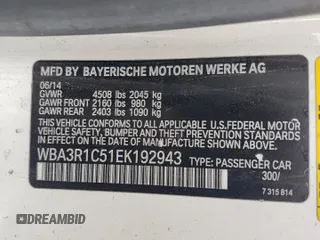 MFD BY BAYERISCHE MOTOREN WERKE AG
06/14
GVWR 4508 lbs 2045 kg
GAWR FRONT 2160 lbs 980 kg
GAWR REAR 2403 lbs 1090 kg
THIS VEHICLE CONFORMS TO ALL APPLICABLE
U.S.FEDERAL MOTOR
VEHICLE SAFETY, BUMPER, AND THEFT PREVENTION
STANDARDS IN EFFECT ON THE DATE OF
MANUFACTURE SHOWN ABOVE.
WBA3R1C51EK192943 TYPE: PASSENGER CAR
300/
7 315 814
DREAMBID